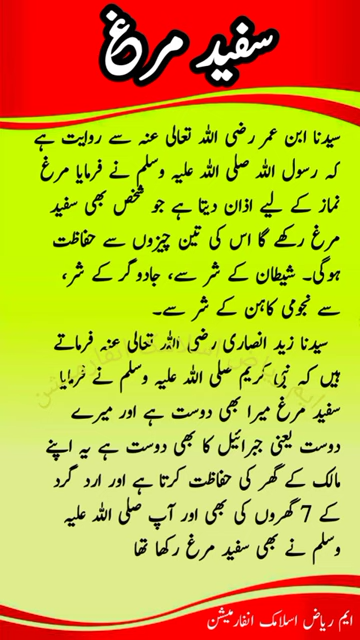 سفید مرغ
سیدنا ابن عمر رضی اللہ تعالی عنہ سے روایت ہے
کہ رسول اللہ صلی اللہ علیہ وسلم نے فرمایا مرغ
نماز کے لیے اذان دیتا ہے جو شخص بھی سفید
مرغ رکھے گا اس کی تین چیزوں سے حفاظت
ہوگی۔ شیطان کے شر سے، جادو گر کے شر،
سے نجومی کاہن کے شر سے۔
سیدنا زید انصاری رضی اللہ تعالی عنہ فرماتے
ہیں کہ نبی کریم صلی اللہ علیہ وسلم نے فرمایا
سفید مرغ میرا بھی دوست ہے اور میرے
دوست یعنی جبرائیل کا بھی دوست ہے یہ اپنے
مالک کے گھر کی حفاظت کرتا ہے اور ارد گرد
کے 7 گھروں کی بھی اور آپ صلی اللہ علیہ
وسلم نے بھی سفید مرغ رکھا تھا
ایم ریاض اسلامک انفارمیشن
ایم ریاض اسلامک انفارمیشن